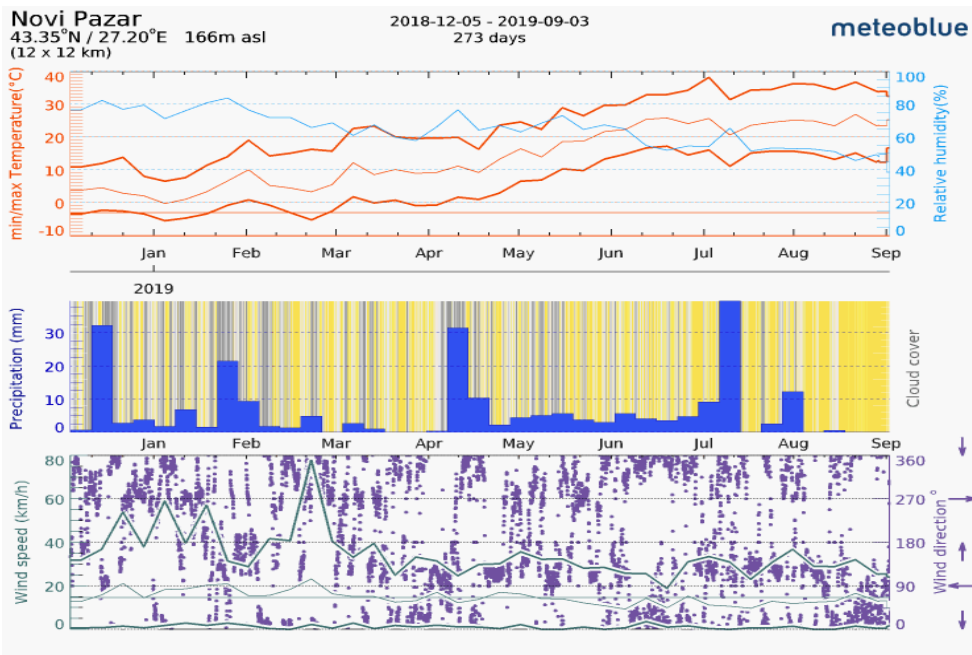 Novi Pazar
43.35°N / 27.20°E 166m asl
(12 x 12 km)
2018-12-05 - 2019-09-03
273 days
meteoblue
min/max Temperature(°C)
40
30
20
10
0
-10
Relative humidity(%)
100
80
60
40
20
0
Jan Feb Mar Apr May Jun Jul Aug Sep
2019
Precipitation (mm)
30
20
10
0
Cloud cover
Jan Feb Mar Apr May Jun Jul Aug Sep
Wind speed (km/h)
80
60
40
20
0
Wind direction °
360
270
180
90
0